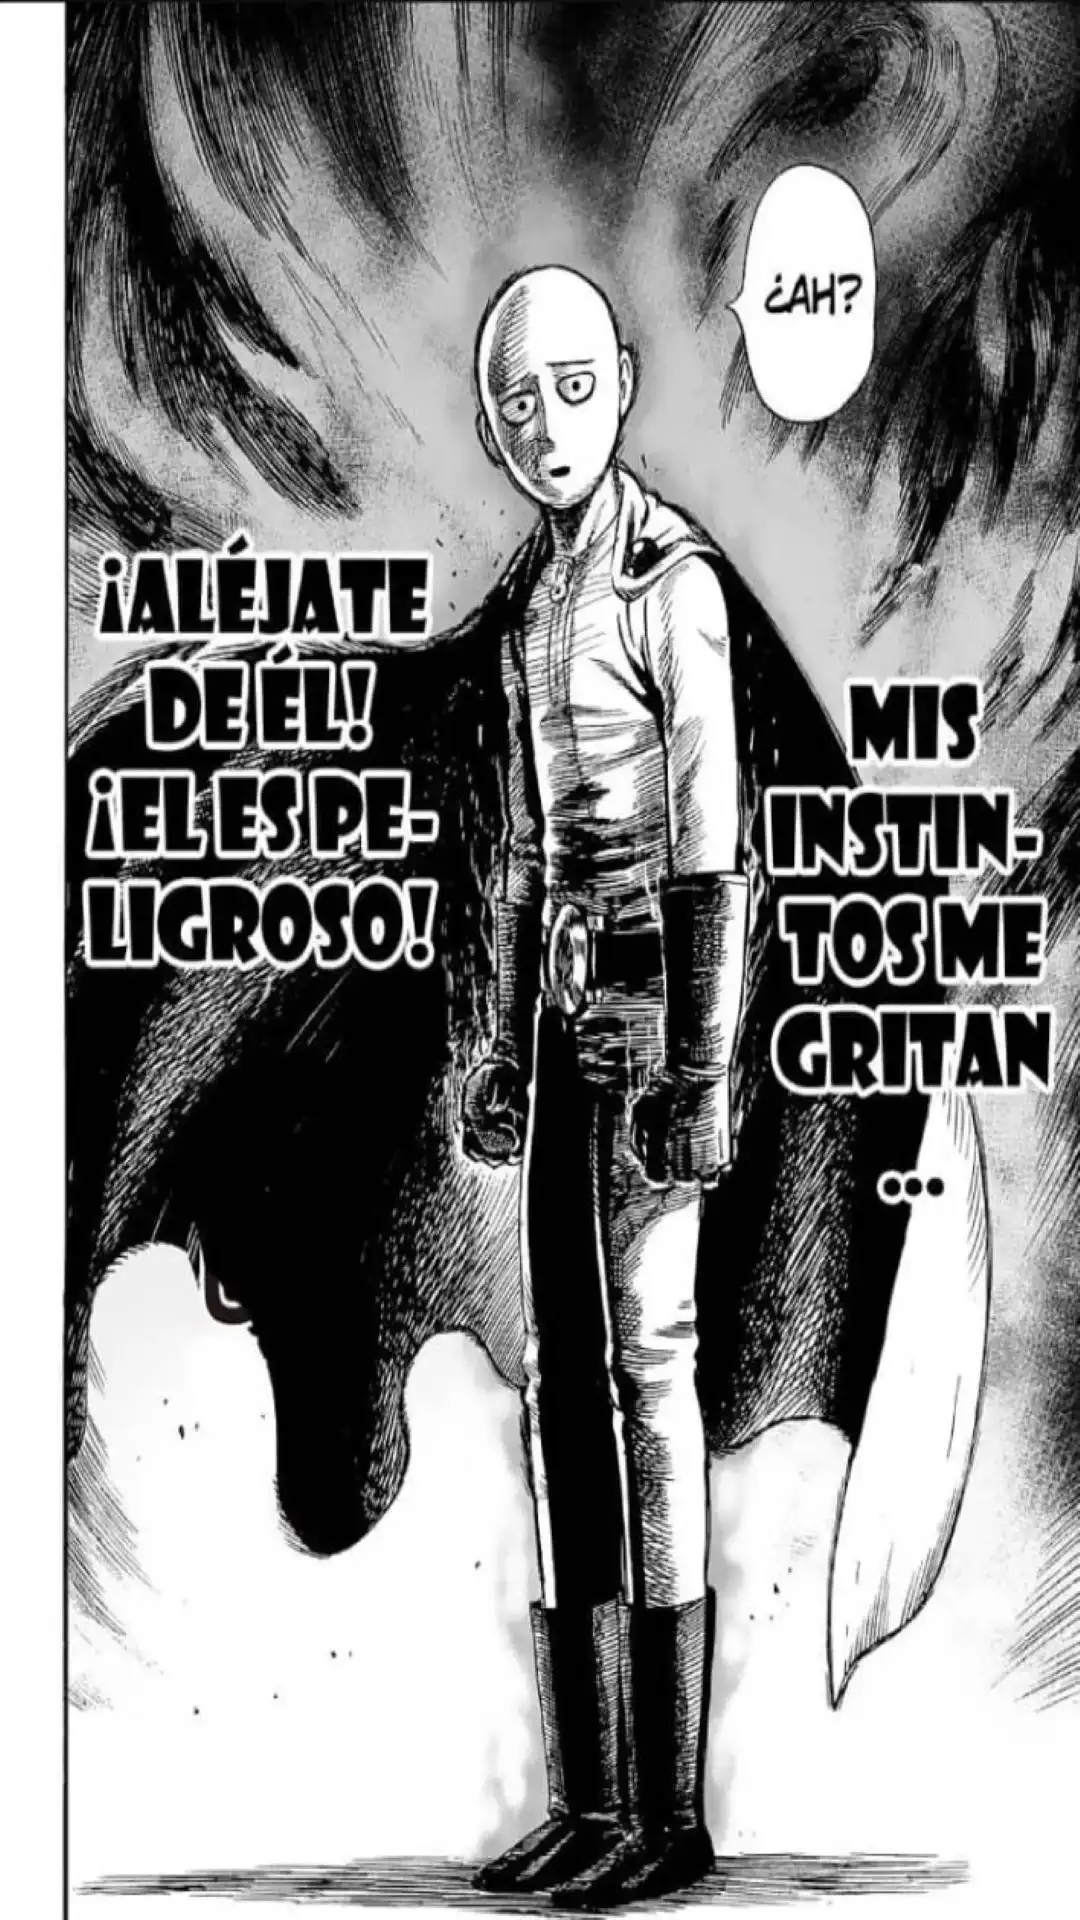 ¿AH?
MIS
INSTIN-
TOS ME
GRITAN
...
¡ALÉJATE
DE ÉL!
¡EL ES PE-
LIGROSO!